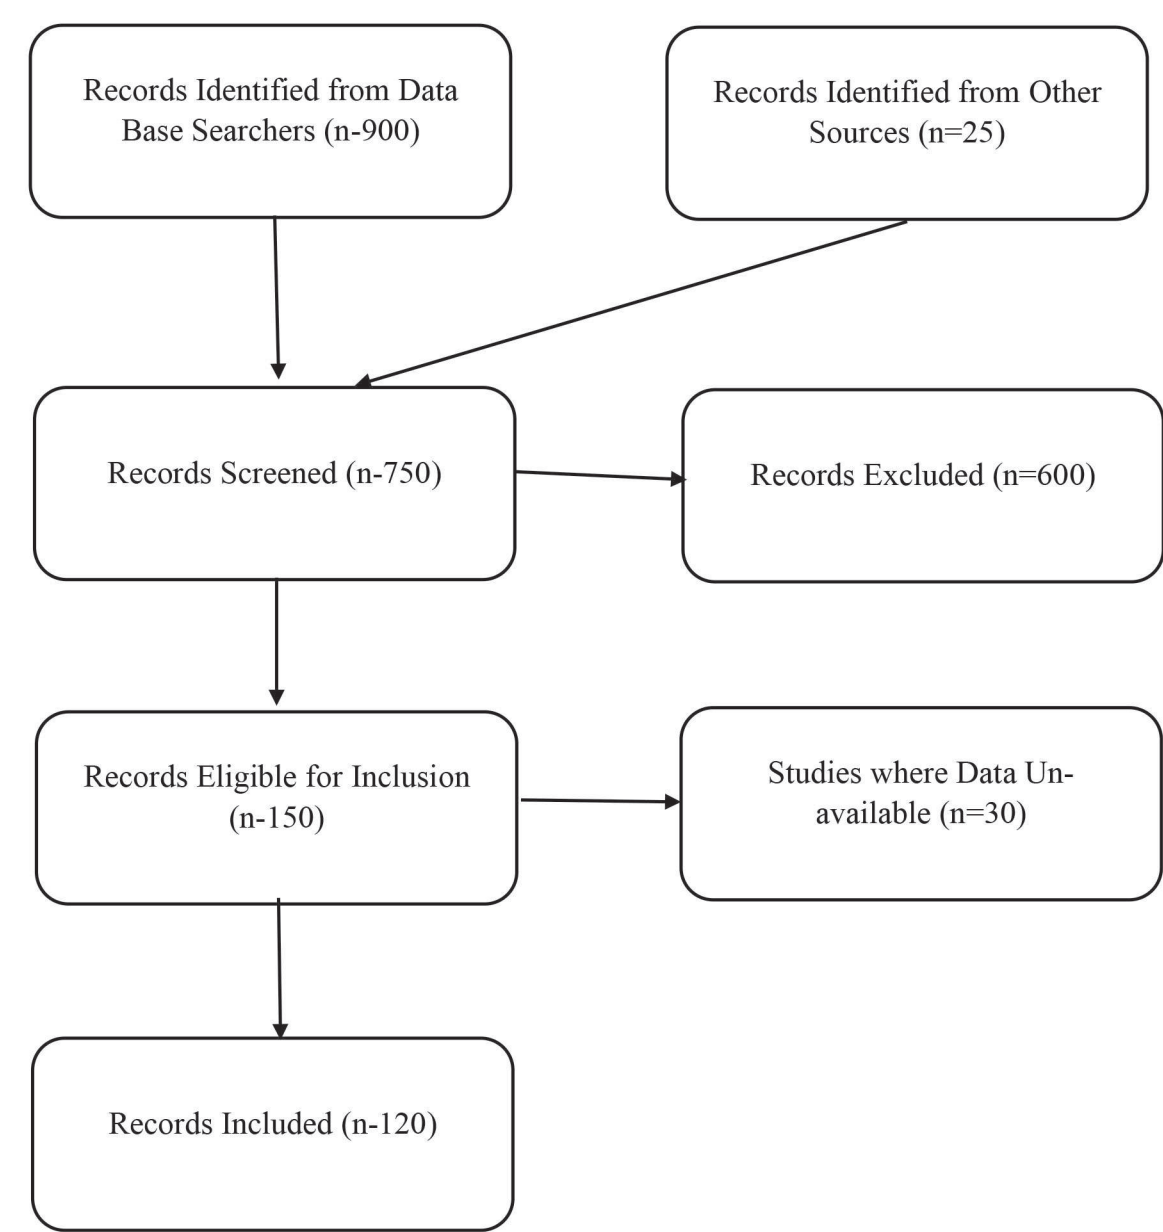 Records Identified from Data
Base Searchers (n-900)
Records Identified from Other
Sources (n=25)
Records Screened (n-750)
Records Excluded (n=600)
Records Eligible for Inclusion
(n-150)
Studies where Data Un-
available (n=30)
Records Included (n-120)